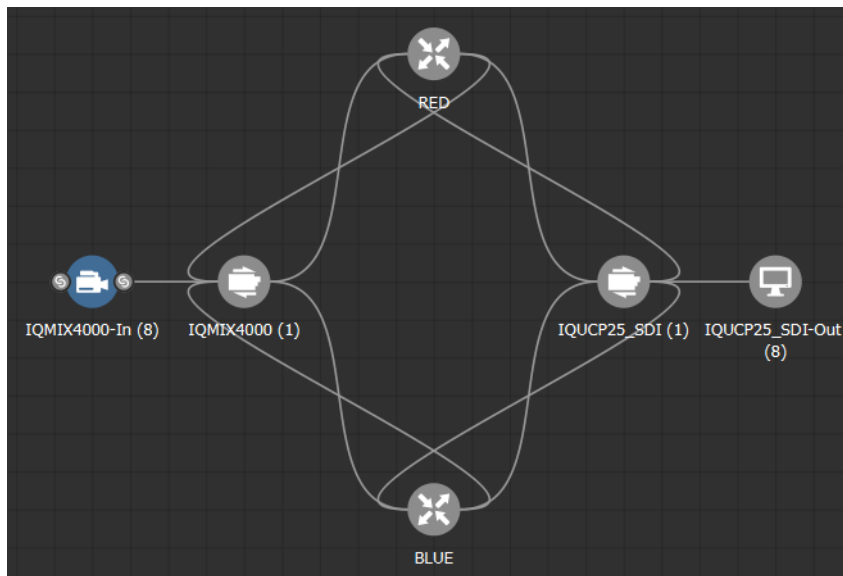 RED
IQMIX4000-In (8)
IQMIX4000 (1)
IQUCP25_SDI (1)
IQUCP25_SDI-Out
(8)
BLUE